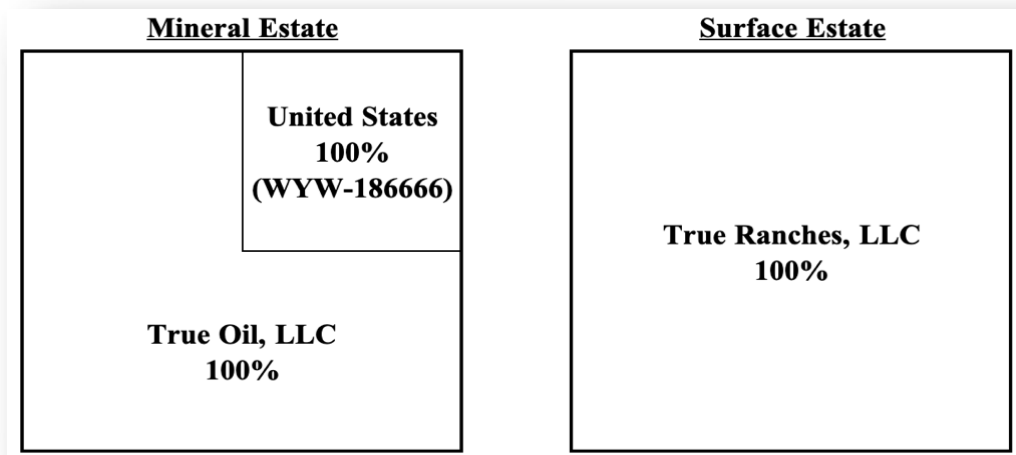 Mineral Estate
United States
100%
(WYW-186666)
True Oil, LLC
100%
Surface Estate
True Ranches, LLC
100%